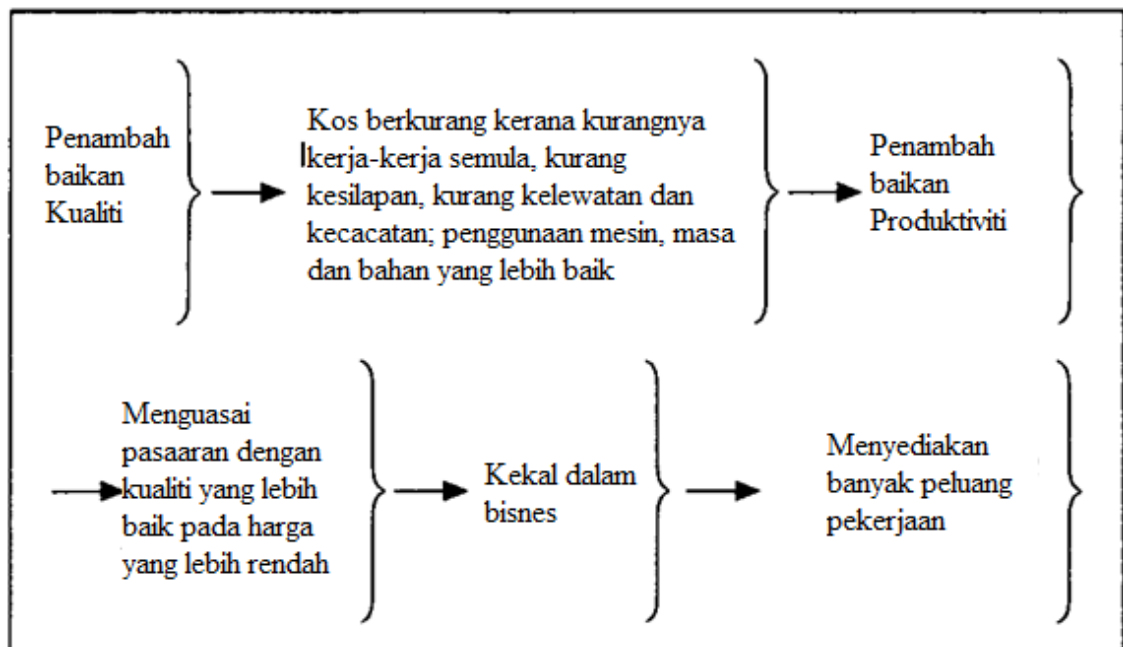 Penambah
baikan
Kualiti
Kos berkurang kerana kurangnya
kerja-kerja semula, kurang
kesilapan, kurang kelewatan dan
kecacatan; penggunaan mesin, masa
dan bahan yang lebih baik
Penambah
baikan
Produktiviti
Menguasai
pasaaran dengan
kualiti yang lebih
baik pada harga
yang lebih rendah
Kekal dalam
bisnes
Menyediakan
banyak peluang
pekerjaan